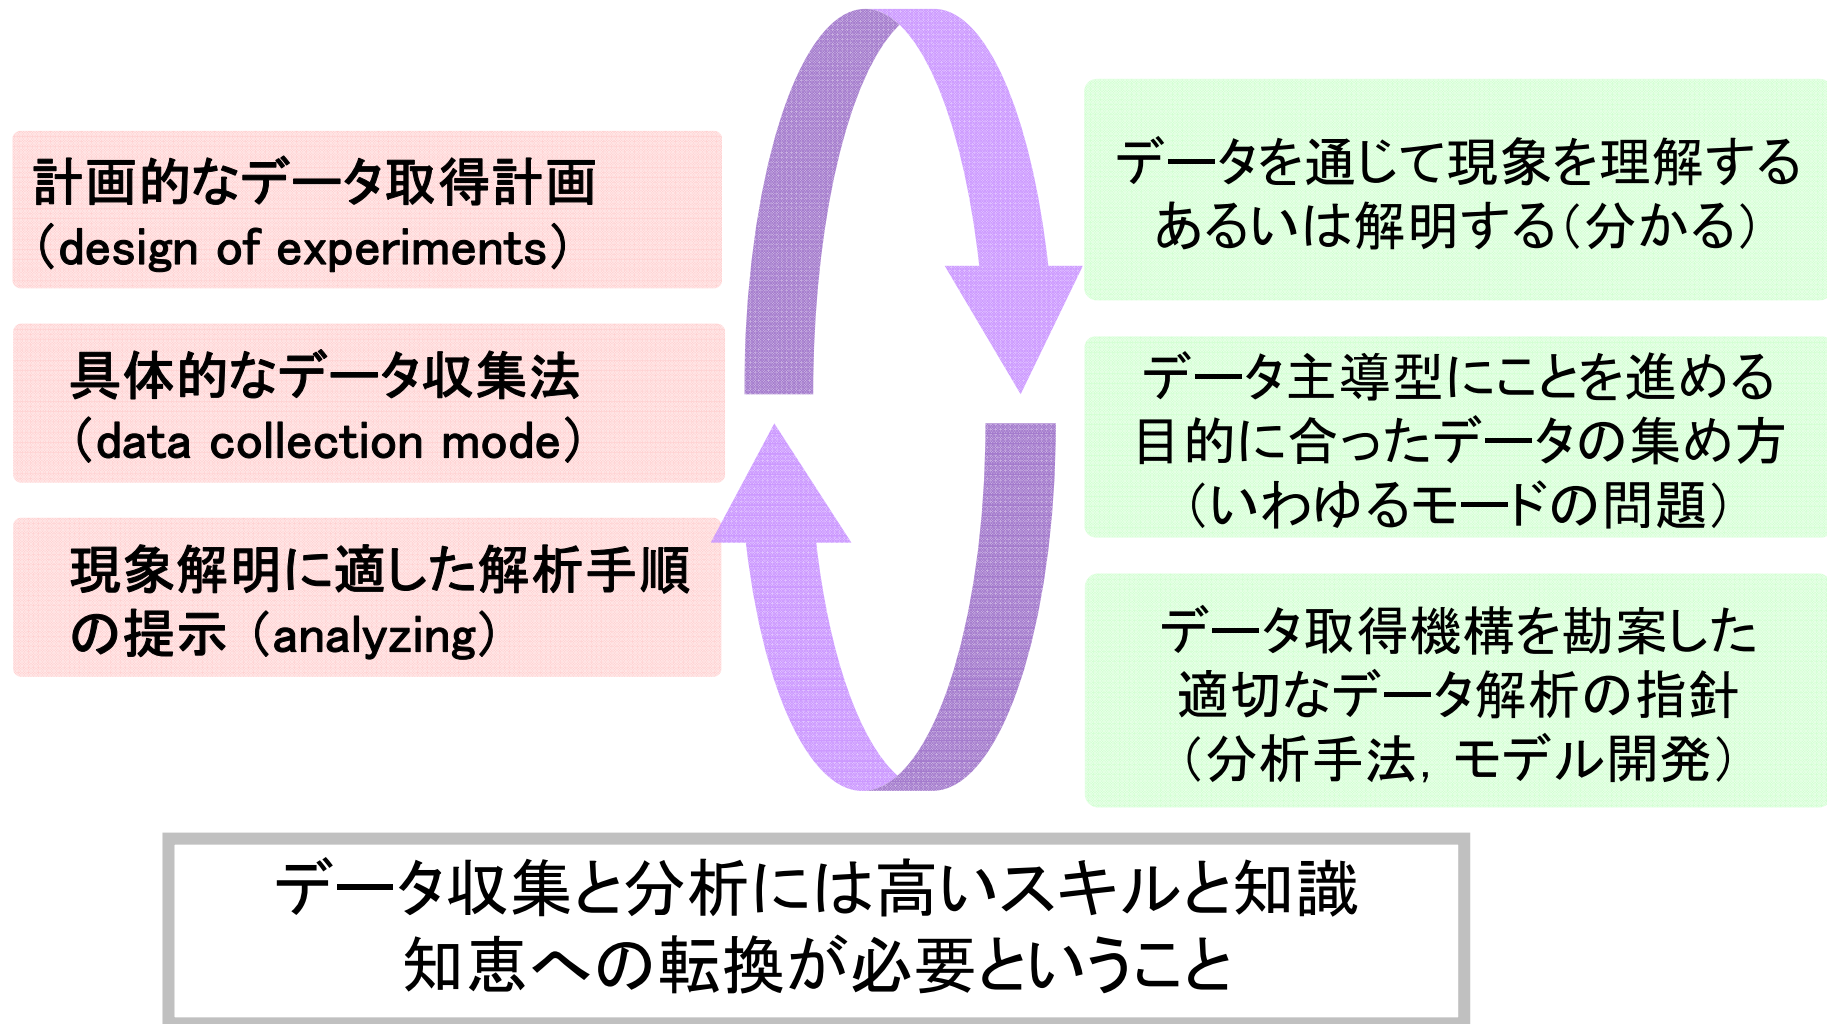 計画的なデータ取得計画
（design of experiments）
具体的なデータ収集法
（data collection mode）
現象解明に適した解析手順
の提示（analyzing）
データを通じて現象を理解する
あるいは解明する（分かる）
データ主導型にことを進める
目的に合ったデータの集め方
（いわゆるモードの問題）
データ取得機構を勘案した
適切なデータ解析の指針
（分析手法，モデル開発）
データ収集と分析には高いスキルと知識
知恵への転換が必要ということ